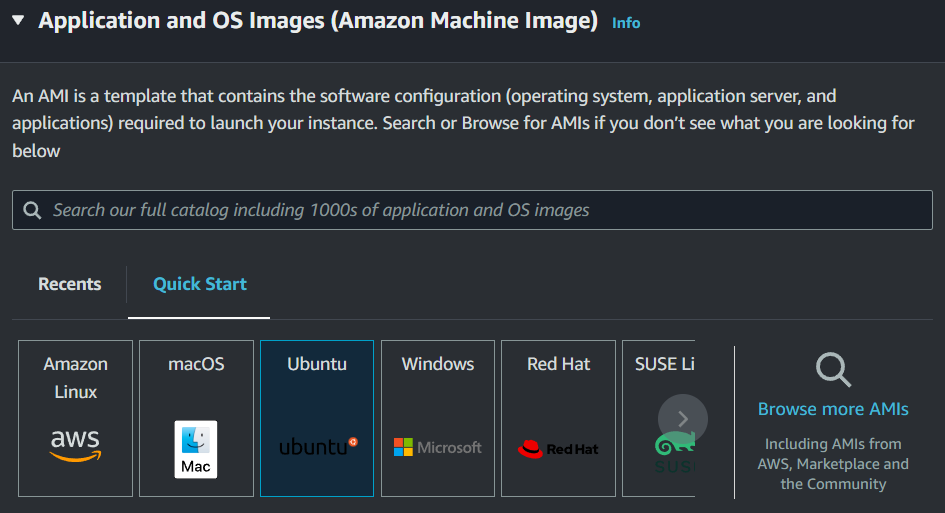 Application and OS Images (Amazon Machine Image) Info
An AMI is a template that contains the software configuration (operating system, application server, and
applications) required to launch your instance. Search or Browse for AMIs if you don't see what you are looking for
below
Search our full catalog including 1000s of application and OS images
Recents
Quick Start
Amazon
Linux
aws
macOS
Mac
Ubuntu
ubuntu
Windows
Microsoft
Red Hat
Red Hat
SUSE Li
SUS
Browse more AMIs
Including AMIs from
AWS, Marketplace and
the Community